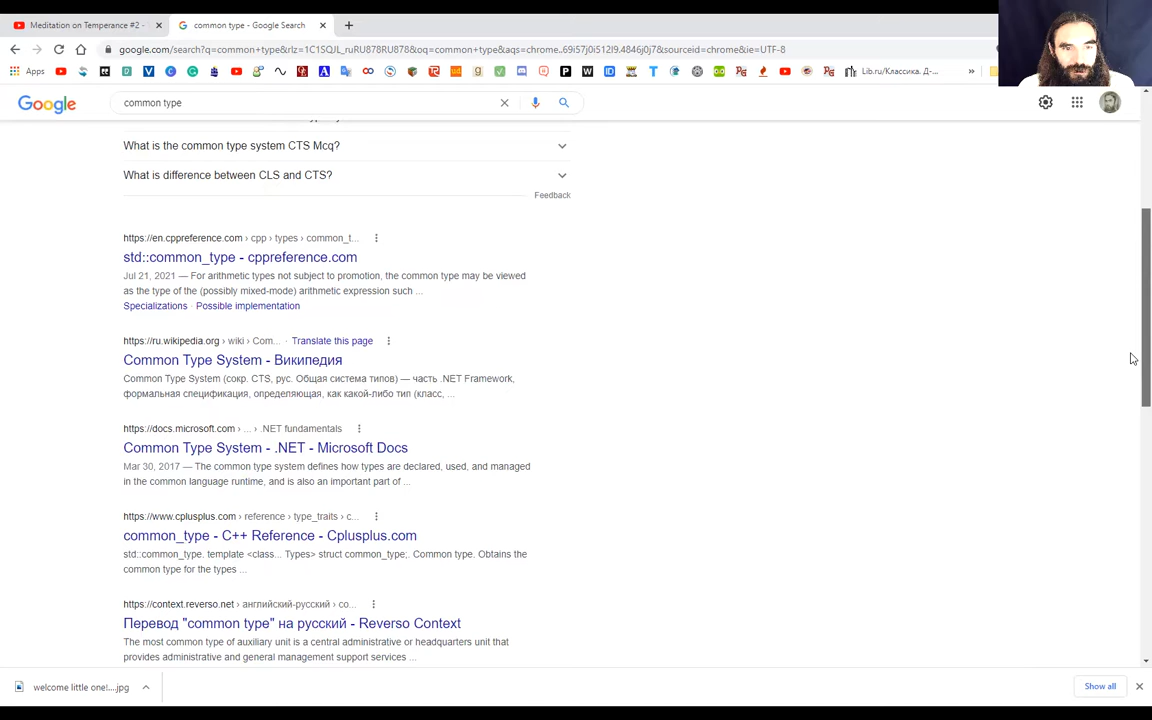 Meditation on Temperance #2 -
common type - Google Search
google.com/search?q=common+type&rlz=1C1SQJL_ruRU878RU878&oq=common+type&aqs=chrome..69i57j0i512l9.4846j0j7&sourceid=chrome&ie=UTF-8
Apps
Lib.ru/Классика. Д-...
Google
common type
What is the common type system CTS Mcq?
What is difference between CLS and CTS?
Feedback
https://en.cppreference.com › cpp › types › common_t...
std::common_type - cppreference.com
Jul 21, 2021 — For arithmetic types not subject to promotion, the common type may be viewed
as the type of the (possibly mixed-mode) arithmetic expression such ...
Specializations · Possible implementation
https://ru.wikipedia.org › wiki › Com... · Translate this page
Common Type System - Википедия
Common Type System (сокр. CTS, рус. Общая система типов) — часть .NET Framework,
формальная спецификация, определяющая, как какой-либо тип (класс, ...
https://docs.microsoft.com › ... › .NET fundamentals
Common Type System - .NET - Microsoft Docs
Mar 30, 2017 — The common type system defines how types are declared, used, and managed
in the common language runtime, and is also an important part of ...
https://www.cplusplus.com › reference › type_traits › c...
common_type - C++ Reference - Cplusplus.com
std::common_type. template <class... Types> struct common_type;. Common type. Obtains the
common type for the types ...
https://context.reverso.net › английский-русский › co...
Перевод "common type" на русский - Reverso Context
The most common type of auxiliary unit is a central administrative or headquarters unit that
provides administrative and general management support services ...
welcome little one!....jpg
Show all